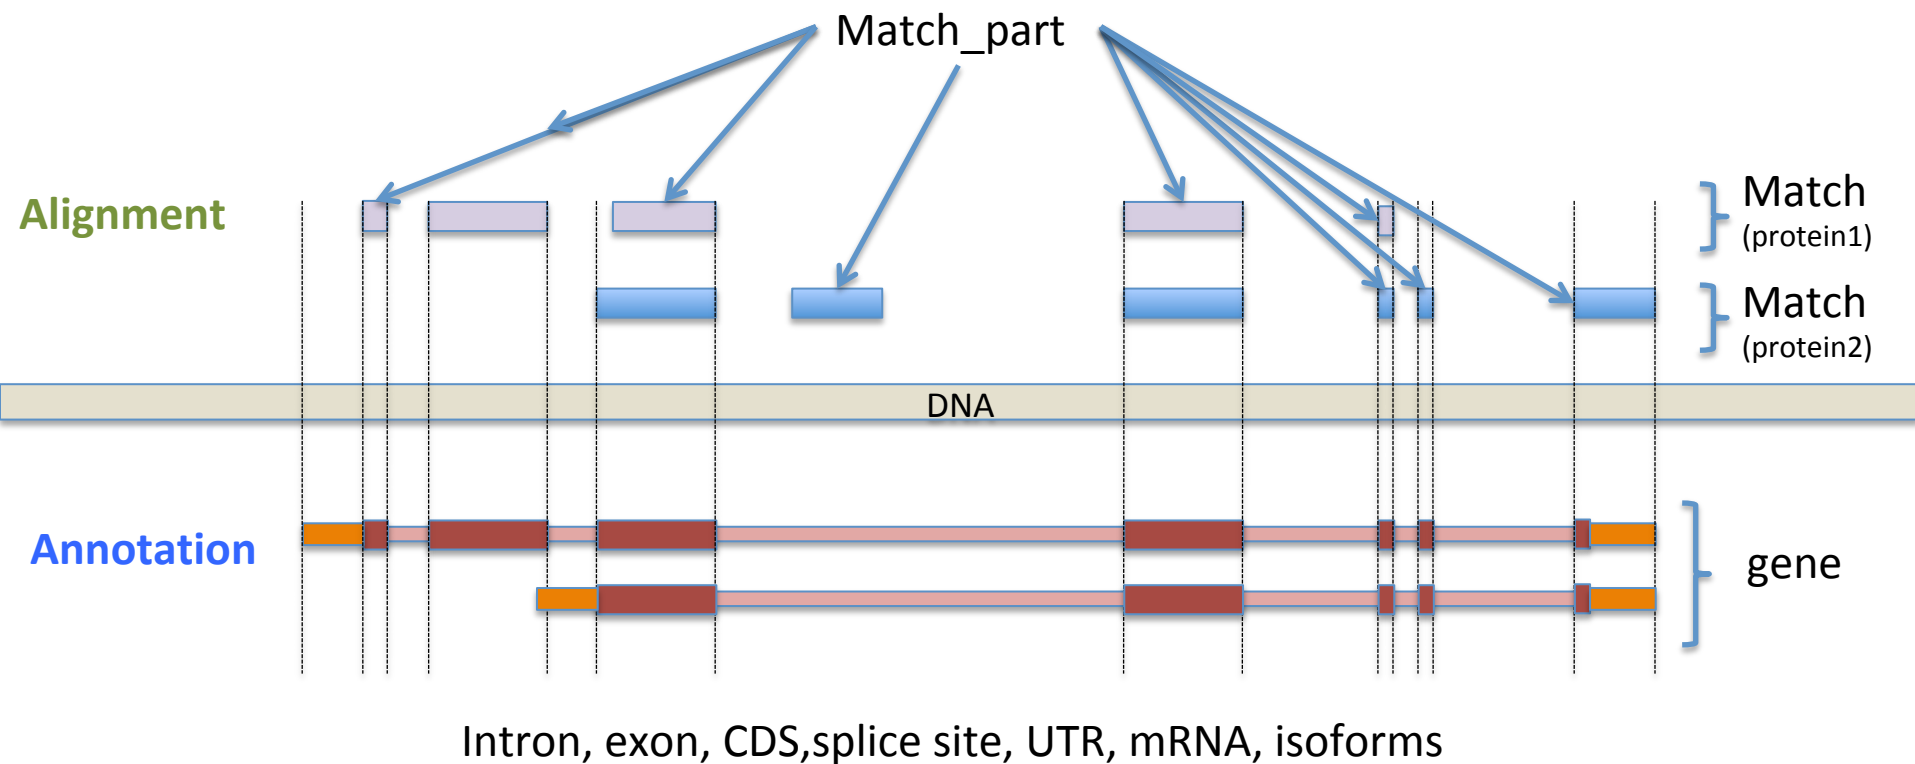 Match_part
Alignment
Match
(protein1)
Match
(protein2)
DNA
Annotation
gene
Intron, exon, CDS,splice site, UTR, mRNA, isoforms